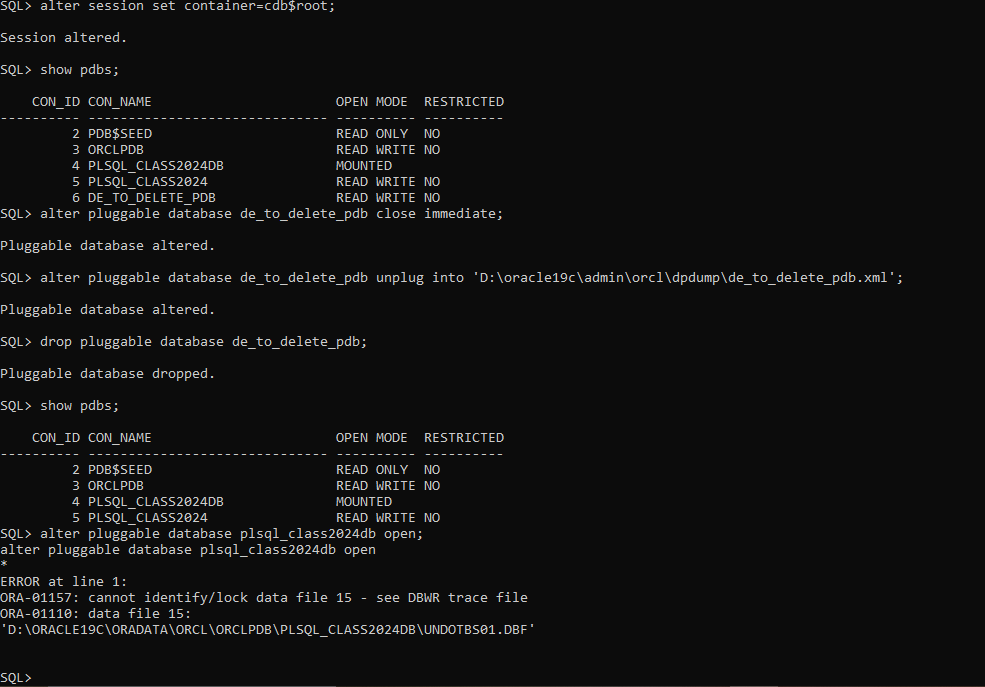 SQL> alter session set container=cdb$root;
Session altered.
SQL> show pdbs;
    CON_ID CON_NAME                       OPEN MODE  RESTRICTED
---------- ------------------------------ ---------- ----------
         2 PDB$SEED                       READ ONLY  NO
         3 ORCLPDB                        READ WRITE NO
         4 PLSQL_CLASS2024DB              MOUNTED
         5 PLSQL_CLASS2024                READ WRITE NO
         6 DE_TO_DELETE_PDB               READ WRITE NO
SQL> alter pluggable database de_to_delete_pdb close immediate;
Pluggable database altered.
SQL> alter pluggable database de_to_delete_pdb unplug into 'D:\oracle19c\admin\orcl\dpdump\de_to_delete_pdb.xml';
Pluggable database altered.
SQL> drop pluggable database de_to_delete_pdb;
Pluggable database dropped.
SQL> show pdbs;
    CON_ID CON_NAME                       OPEN MODE  RESTRICTED
---------- ------------------------------ ---------- ----------
         2 PDB$SEED                       READ ONLY  NO
         3 ORCLPDB                        READ WRITE NO
         4 PLSQL_CLASS2024DB              MOUNTED
         5 PLSQL_CLASS2024                READ WRITE NO
SQL> alter pluggable database plsql_class2024db open;
alter pluggable database plsql_class2024db open
*
ERROR at line 1:
ORA-01157: cannot identify/lock data file 15 - see DBWR trace file
ORA-01110: data file 15:
'D:\ORACLE19C\ORADATA\ORCL\ORCLPDB\PLSQL_CLASS2024DB\UNDOTBS01.DBF'
SQL>